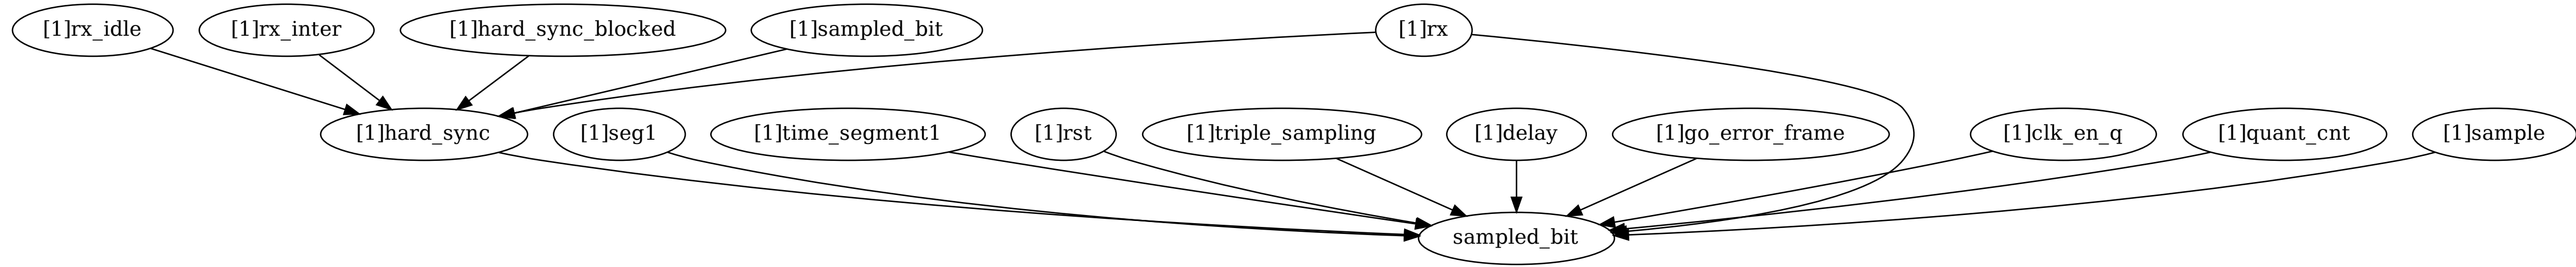 [1]rx_idle
[1]rx_inter
[1]hard_sync_blocked
[1]sampled_bit
[1]rx
[1]hard_sync
[1]seg1
[1]time_segment1
[1]rst
[1]triple_sampling
[1]delay
[1]go_error_frame
[1]clk_en_q
[1]quant_cnt
[1]sample
sampled_bit